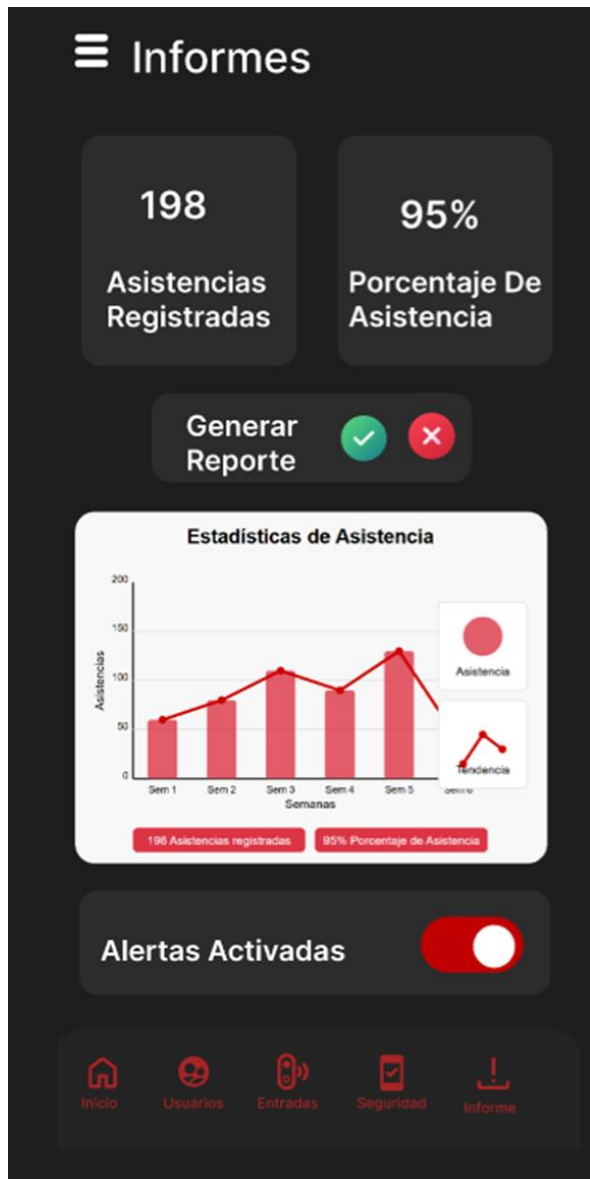 Informes
198
Asistencias
Registradas
95%
Porcentaje De
Asistencia
Generar
Reporte
Estadísticas de Asistencia
200
150
100
50
0
Asistencias
Sem 1
Sem 2
Sem 3
Sem 4
Sem 5
Sem 6
Semanas
Asistencia
Tendencia
198 Asistencias registradas
95% Porcentaje de Asistencia
Alertas Activadas
Inicio
Usuarios
Entradas
Seguridad
Informe